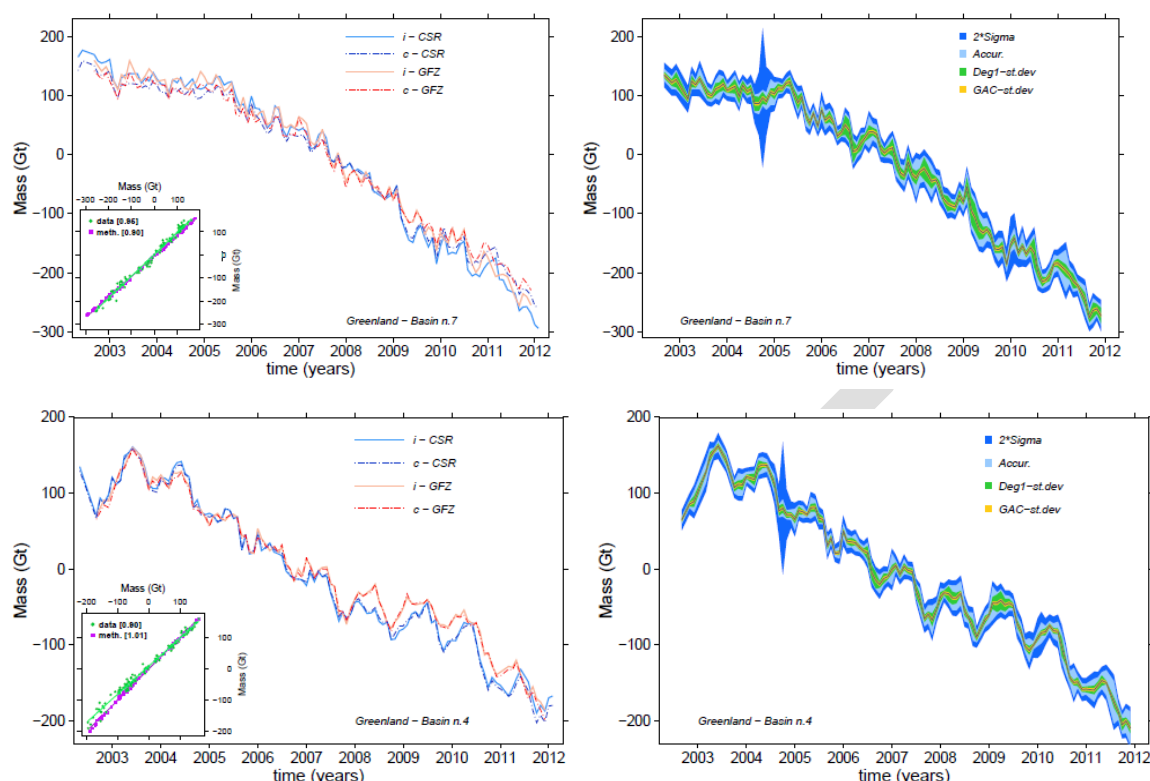 200
100
0
−100
−200
−300
Mass (Gt)
i − CSR
c − CSR
i − GFZ
c − GFZ
Mass (Gt)
−300 −200 −100 0 100
data [0.96]
meth. [0.90]
100
−100
−200
−300
Mass (Gt)
Greenland − Basin n.7
2003 2004 2005 2006 2007 2008 2009 2010 2011 2012
time (years)
200
100
0
−100
−200
−300
Mass (Gt)
2*Sigma
Accur.
Deg1−st.dev
GAC−st.dev
Greenland − Basin n.7
2003 2004 2005 2006 2007 2008 2009 2010 2011 2012
time (years)
200
100
0
−100
−200
Mass (Gt)
i − CSR
c − CSR
i − GFZ
c − GFZ
Mass (Gt)
−200 −100 0 100
data [0.90]
meth. [1.01]
100
0
−100
−200
Mass (Gt)
Greenland − Basin n.4
2003 2004 2005 2006 2007 2008 2009 2010 2011 2012
time (years)
200
100
0
−100
−200
Mass (Gt)
2*Sigma
Accur.
Deg1−st.dev
GAC−st.dev
Greenland − Basin n.4
2003 2004 2005 2006 2007 2008 2009 2010 2011 2012
time (years)